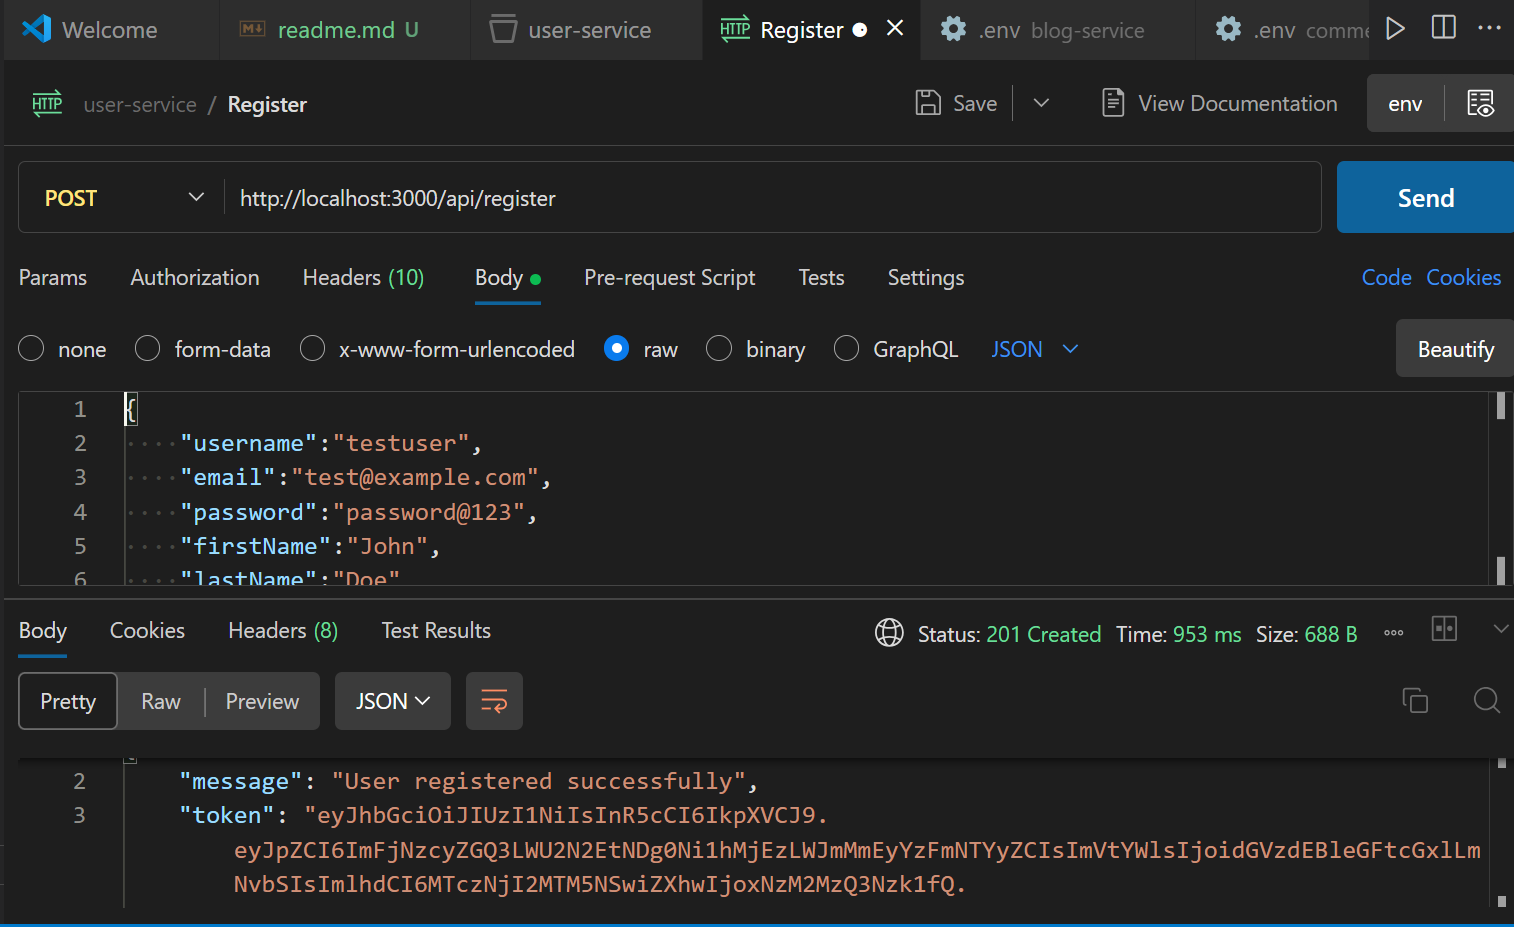 Welcome
readme.md U
user-service
HTTP Register
.env blog-service
.env comme
HTTP user-service / Register
Save
View Documentation
env
POST
http://localhost:3000/api/register
Send
Params
Authorization
Headers (10)
Body
Pre-request Script
Tests
Settings
Code
Cookies
none
form-data
x-www-form-urlencoded
raw
binary
GraphQL
JSON
Beautify
1 {
2 "username":"testuser",
3 "email":"test@example.com",
4 "password":"password@123",
5 "firstName":"John",
6 "lastName":"Doe"
Body
Cookies
Headers (8)
Test Results
Status: 201 Created Time: 953 ms Size: 688 B
Pretty
Raw
Preview
JSON
2 "message": "User registered successfully",
3 "token": "eyJhbGciOiJIUzI1NiIsInR5cCI6IkpXVCJ9.
eyJpZCI6ImFjNzcyZGQ3LWU2N2EtNDg0Ni1hMjEzLWJmMmEyYzFmNTYyZCIsImVtYWlsIjoidGVzdEBleGFtcGxlLm
NvbSIsImlhdCI6MTczNjI2MTM5NSwiZXhwIjoxNzM2MzQ3Nzk1fQ.